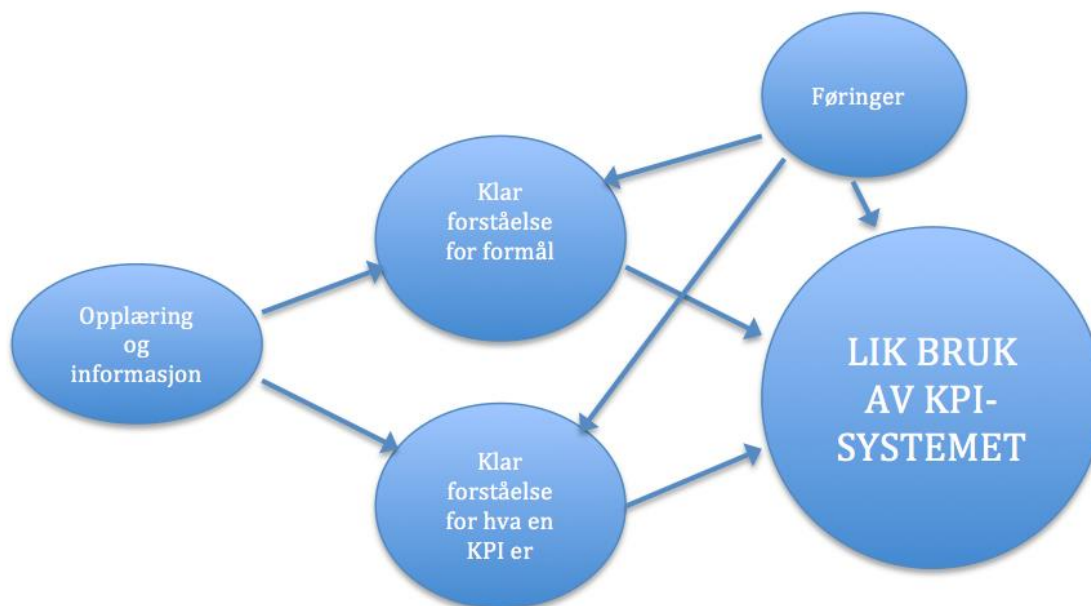 Føringer
Klar
forståelse
for formål
Opplæring
og
informasjon
LIK BRUK
AV KPI-
SYSTEMET
Klar
forståelse
for hva en
KPI er